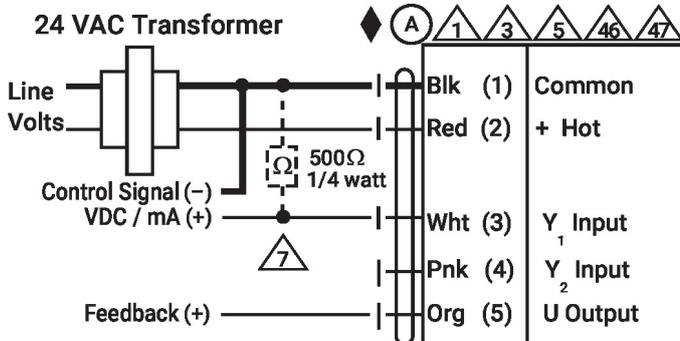 24 VAC Transformer
A 1 3 5 46 47
Line
Volts
Blk (1) Common
Red (2) + Hot
Ω 500Ω
1/4 watt
Control Signal (−)
VDC / mA (+)
Wht (3) Y1 Input
7
Pnk (4) Y2 Input
Feedback (+)
Org (5) U Output